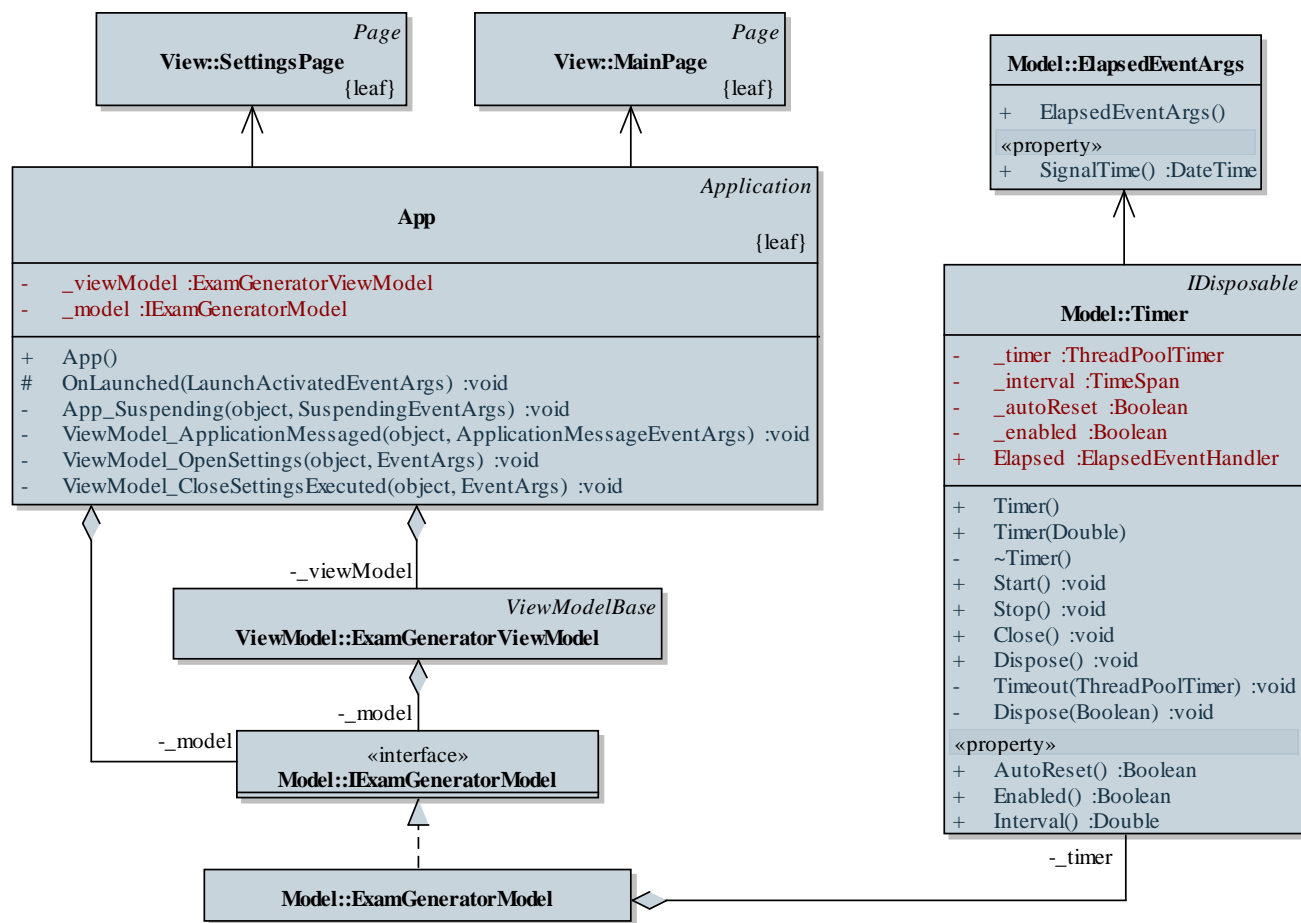 Page
View::SettingsPage
{leaf}
Page
View::MainPage
{leaf}
Model::ElapsedEventArgs
+ ElapsedEventArgs()
«property»
+ SignalTime() :DateTime
Application
App
{leaf}
- _viewModel :ExamGeneratorViewModel
- _model :IExamGeneratorModel
+ App()
# OnLaunched(LaunchActivatedEventArgs) :void
- App_Suspending(object, SuspendingEventArgs) :void
- ViewModel_ApplicationMessaged(object, ApplicationMessageEventArgs) :void
- ViewModel_OpenSettings(object, EventArgs) :void
- ViewModel_CloseSettingsExecuted(object, EventArgs) :void
IDisposable
Model::Timer
- _timer :ThreadPoolTimer
- _interval :TimeSpan
- _autoReset :Boolean
- _enabled :Boolean
+ Elapsed :ElapsedEventHandler
+ Timer()
+ Timer(Double)
- ~Timer()
+ Start() :void
+ Stop() :void
+ Close() :void
+ Dispose() :void
- Timeout(ThreadPoolTimer) :void
- Dispose(Boolean) :void
«property»
+ AutoReset() :Boolean
+ Enabled() :Boolean
+ Interval() :Double
-_viewModel
ViewModelBase
ViewModel::ExamGeneratorViewModel
-_model
-_model
«interface»
Model::IExamGeneratorModel
-_timer
Model::ExamGeneratorModel